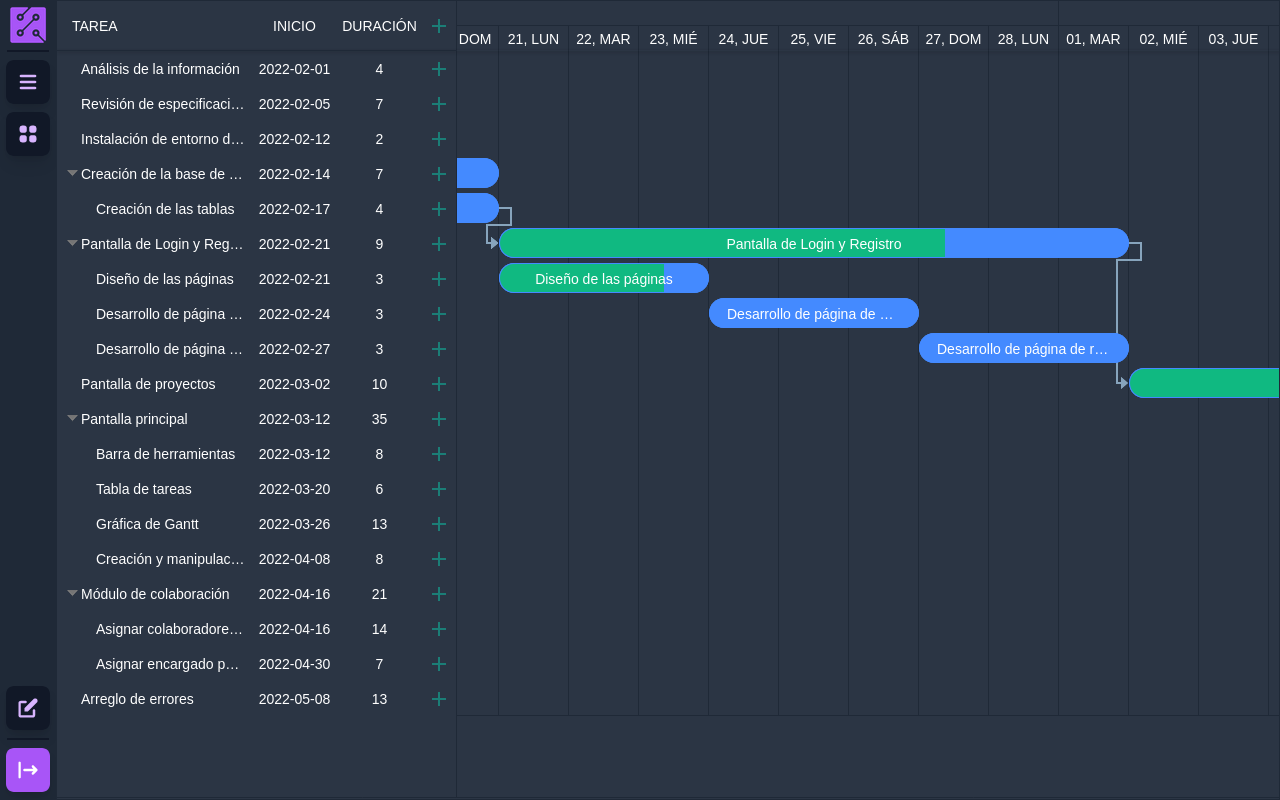 TAREA INICIO DURACIÓN
DOM 21, LUN 22, MAR 23, MIÉ 24, JUE 25, VIE 26, SÁB 27, DOM 28, LUN 01, MAR 02, MIÉ 03, JUE
Análisis de la información 2022-02-01 4
Revisión de especificaci… 2022-02-05 7
Instalación de entorno d… 2022-02-12 2
Creación de la base de … 2022-02-14 7
Creación de las tablas 2022-02-17 4
Pantalla de Login y Reg… 2022-02-21 9 Pantalla de Login y Registro
Diseño de las páginas 2022-02-21 3 Diseño de las páginas
Desarrollo de página … 2022-02-24 3 Desarrollo de página de …
Desarrollo de página … 2022-02-27 3 Desarrollo de página de r…
Pantalla de proyectos 2022-03-02 10
Pantalla principal 2022-03-12 35
Barra de herramientas 2022-03-12 8
Tabla de tareas 2022-03-20 6
Gráfica de Gantt 2022-03-26 13
Creación y manipulac… 2022-04-08 8
Módulo de colaboración 2022-04-16 21
Asignar colaboradore… 2022-04-16 14
Asignar encargado p… 2022-04-30 7
Arreglo de errores 2022-05-08 13